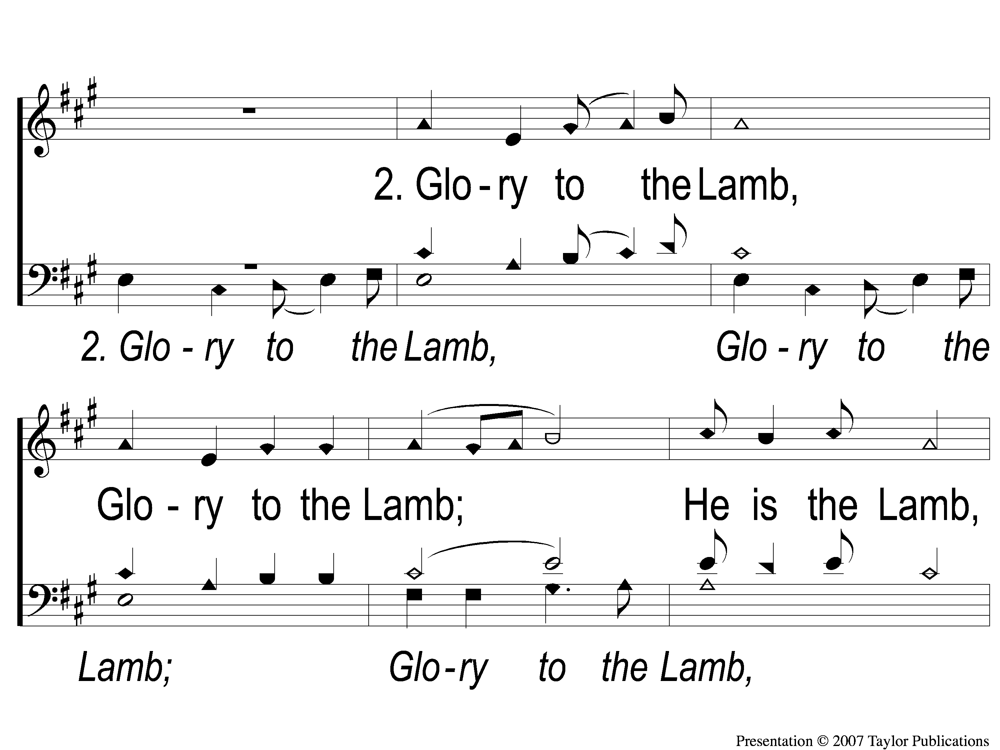 2. Glo - ry to the Lamb,
2. Glo - ry to the Lamb, Glo - ry to the
Glo - ry to the Lamb; He is the Lamb,
Lamb; Glo - ry to the Lamb,
Presentation © 2007 Taylor Publications